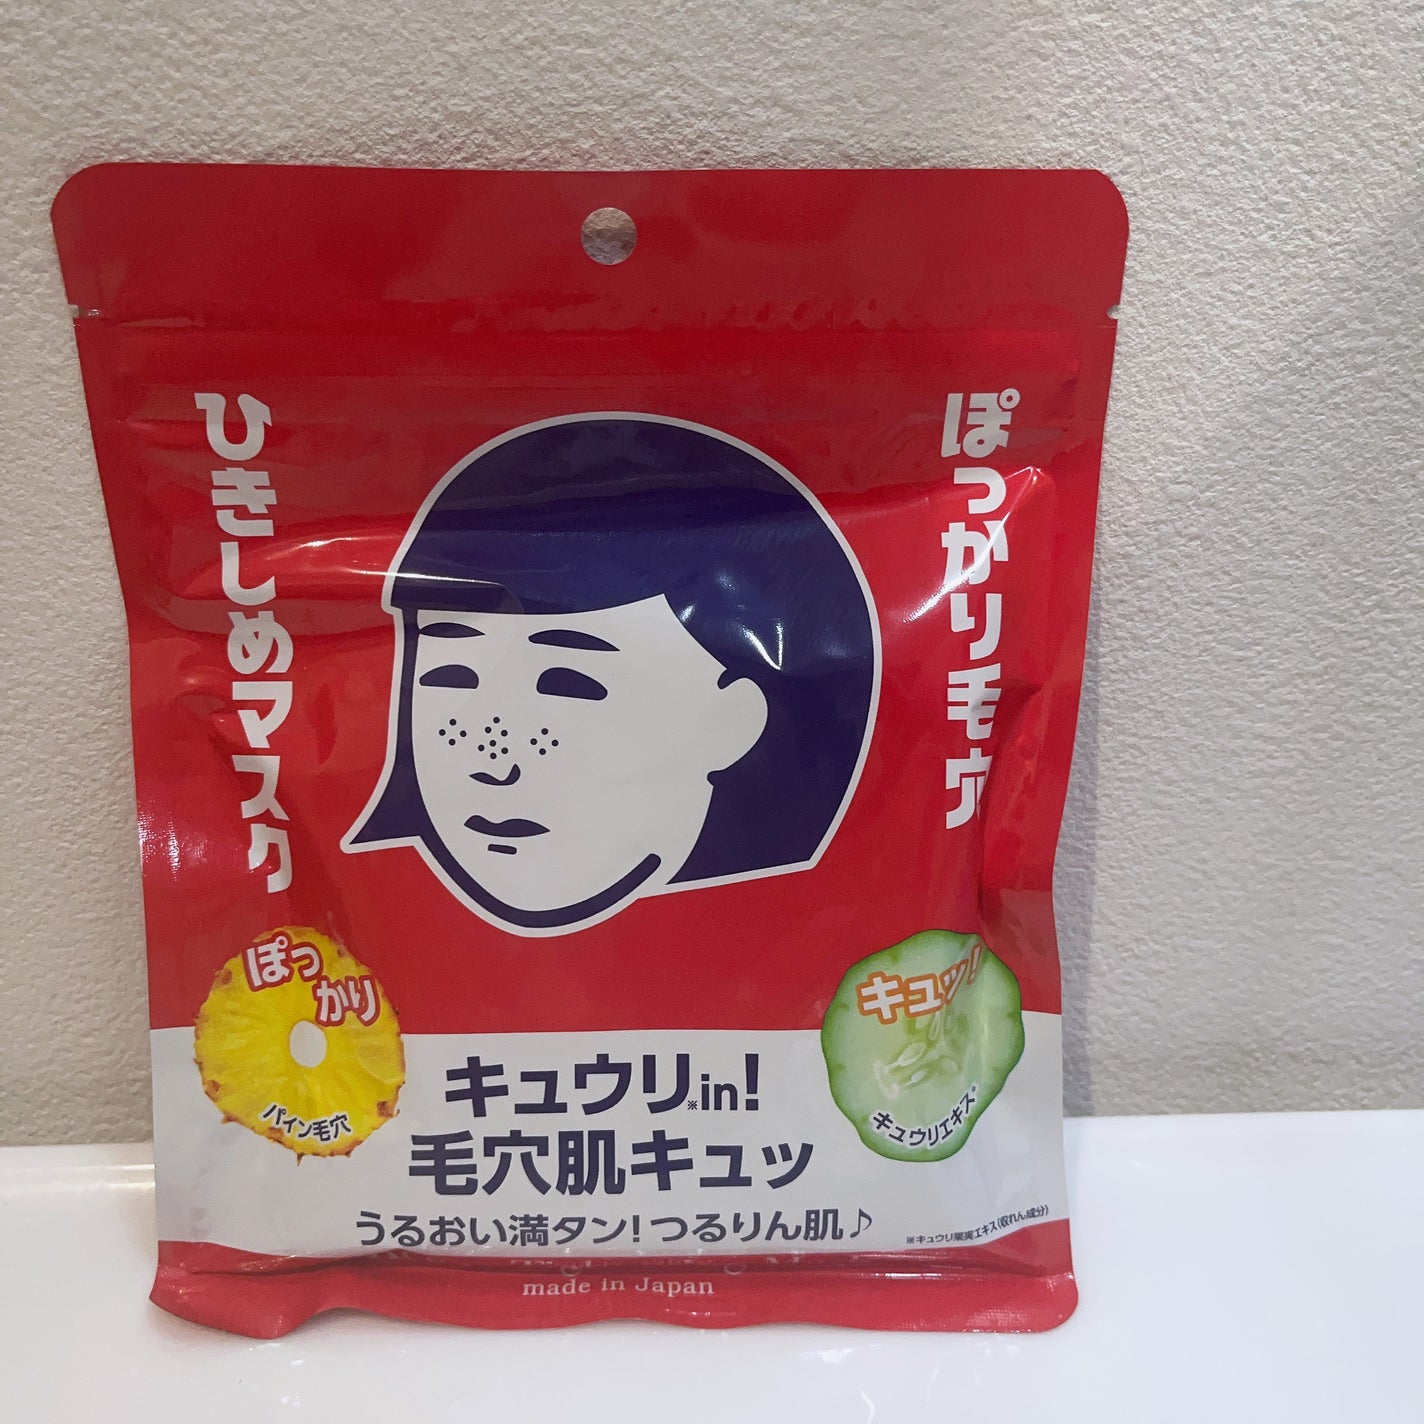 ぽっかり毛穴
ひきしめマスク
ぽっ
かり
パイン毛穴
キュッ!
キュウリエキス※
キュウリ※in!
毛穴肌キュッ
うるおい満タン!つるりん肌♪
※キュウリ果実エキス(収れん成分)
made in Japan